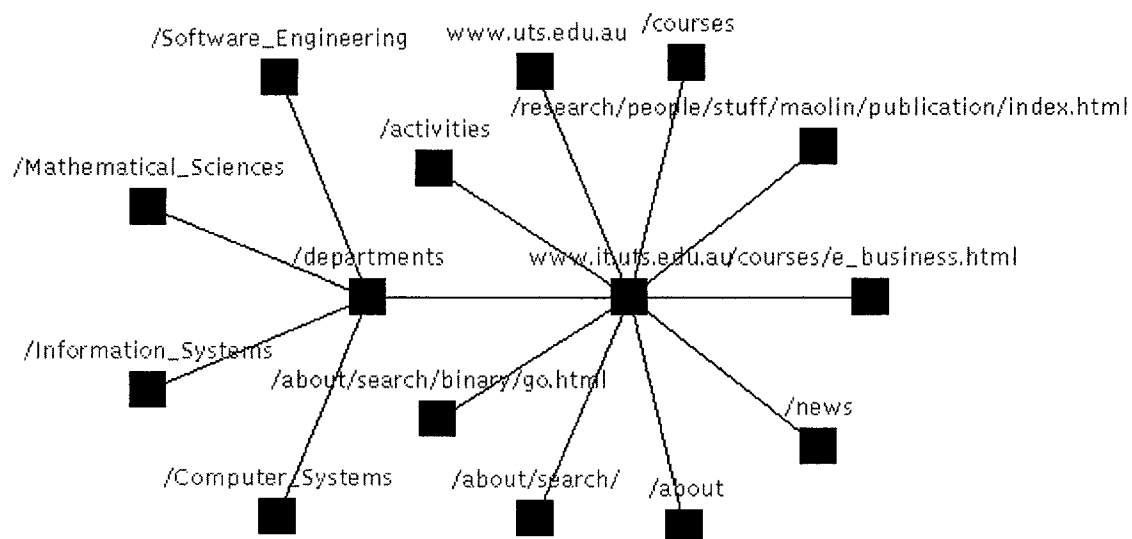 /Software_Engineering
www.uts.edu.au
/courses
/research/people/stuff/maolin/publication/index.html
/activities
/Mathematical_Sciences
/departments
www.it.uts.edu.au
/courses/e_business.html
/Information_Systems
/about/search/binary/go.html
/news
/Computer_Systems
/about/search/
/about